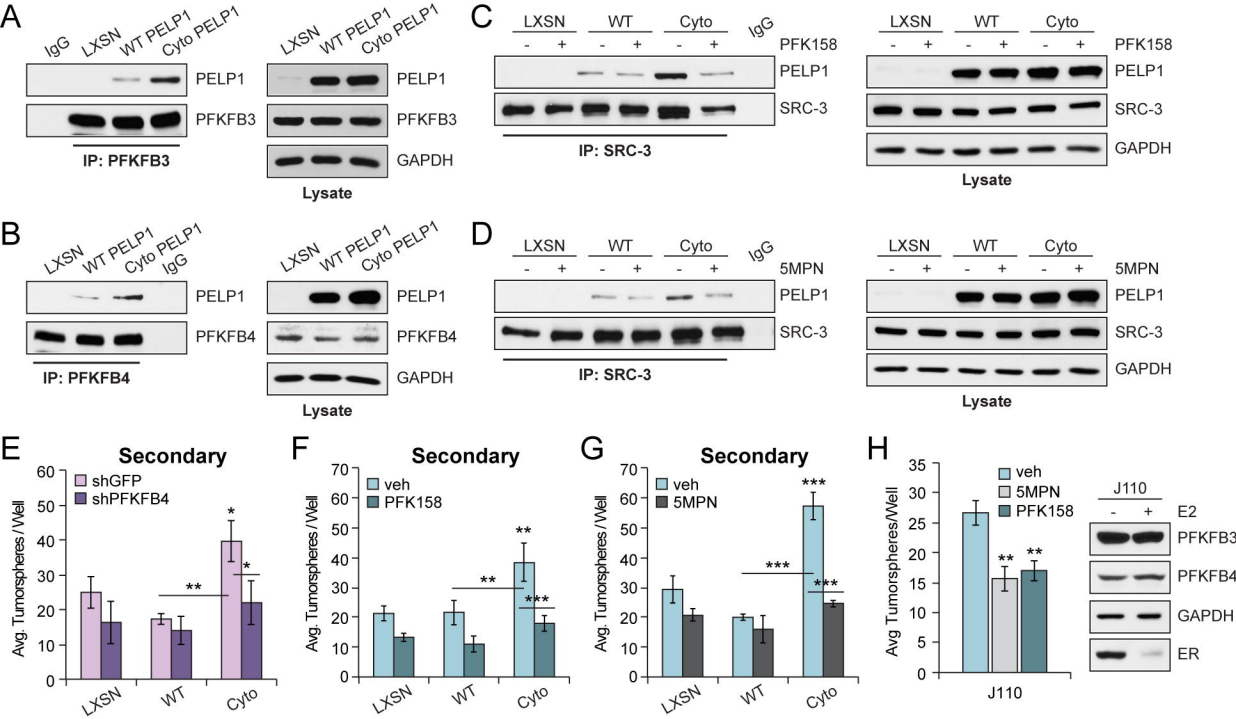 A
IgG
LXSN
WT PELP1
Cyto PELP1
PELP1
PFKFB3
IP: PFKFB3
LXSN
WT PELP1
Cyto PELP1
PELP1
PFKFB3
GAPDH
Lysate
B
LXSN
WT PELP1
Cyto PELP1
IgG
PELP1
PFKFB4
IP: PFKFB4
LXSN
WT PELP1
Cyto PELP1
PELP1
PFKFB4
GAPDH
Lysate
C
LXSN WT Cyto IgG
- + - + - + PFK158
PELP1
SRC-3
IP: SRC-3
LXSN WT Cyto
- + - + - + PFK158
PELP1
SRC-3
GAPDH
Lysate
D
LXSN WT Cyto IgG
- + - + - + 5MPN
PELP1
SRC-3
IP: SRC-3
LXSN WT Cyto
- + - + - + 5MPN
PELP1
SRC-3
GAPDH
Lysate
E
Secondary
Avg. Tumorspheres / Well
60
50
40
30
20
10
0
shGFP
shPFKFB4
*
*
**
LXSN WT Cyto
F
Secondary
Avg. Tumorspheres / Well
70
60
50
40
30
20
10
0
veh
PFK158
**
**
***
LXSN WT Cyto
G
Secondary
Avg. Tumorspheres / Well
70
60
50
40
30
20
10
0
veh
5MPN
***
***
***
LXSN WT Cyto
H
Avg Tumorspheres/Well
35
30
25
20
15
10
5
0
veh
5MPN
PFK158
** **
J110
J110
- + E2
PFKFB3
PFKFB4
GAPDH
ER